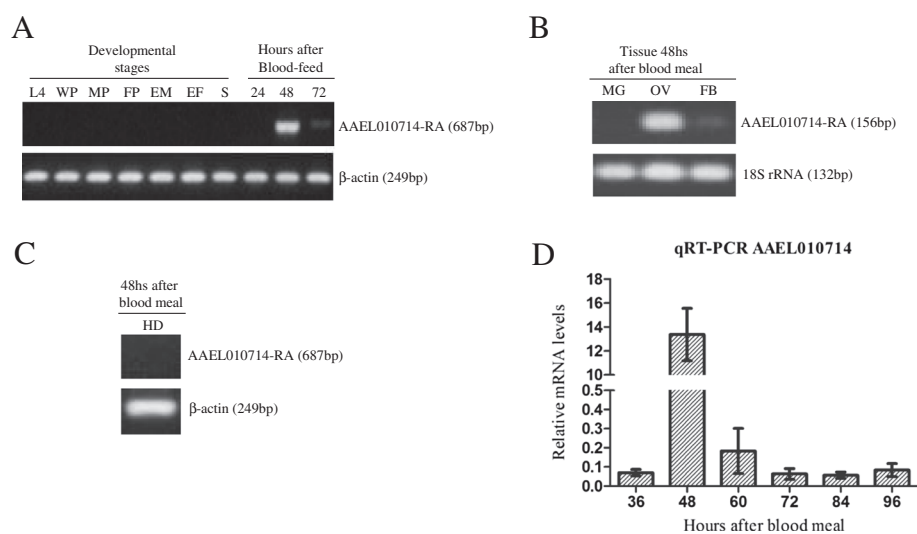 A
Developmental
stages
Hours after
Blood-feed
L4 WP MP FP EM EF S 24 48 72
AAEL010714-RA (687bp)
β-actin (249bp)
B
Tissue 48hs
after blood meal
MG OV FB
AAEL010714-RA (156bp)
18S rRNA (132bp)
C
48hs after
blood meal
HD
AAEL010714-RA (687bp)
β-actin (249bp)
D
qRT-PCR AAEL010714
Relative mRNA levels
18
16
14
12
10
0.5
0.4
0.3
0.2
0.1
0.0
36 48 60 72 84 96
Hours after blood meal